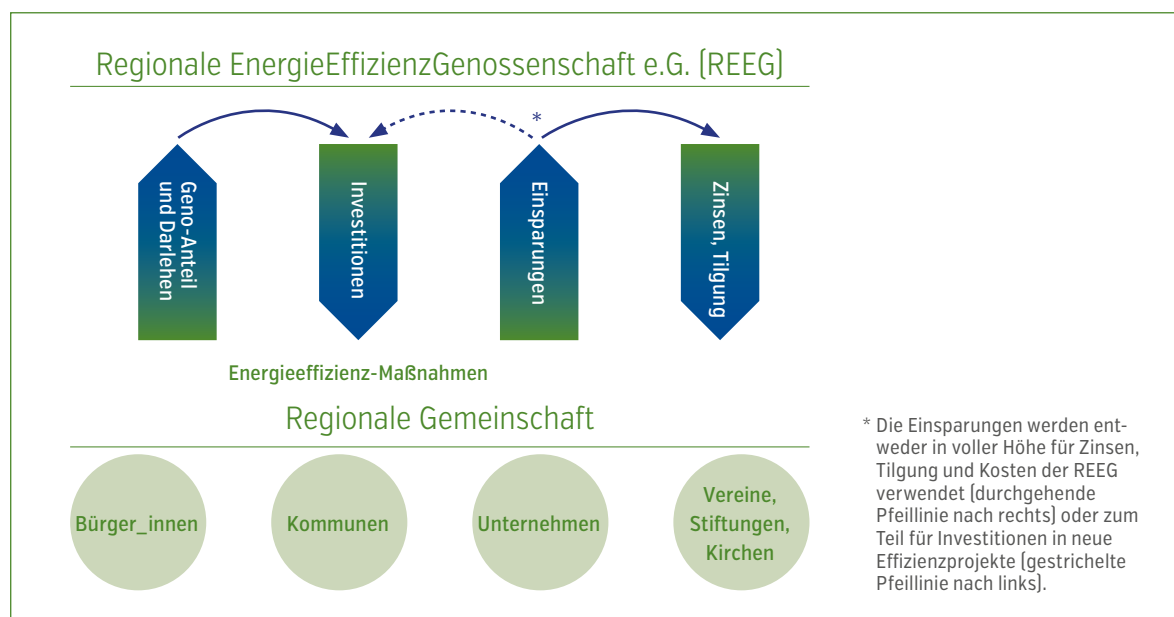 Regionale EnergieEffizienzGenossenschaft e.G. (REEG)
*
Geno-Anteil
und Darlehen
Investitionen
Einsparungen
Zinsen, Tilgung
Energieeffizienz-Maßnahmen
Regionale Gemeinschaft
Bürger_innen
Kommunen
Unternehmen
Vereine,
Stiftungen,
Kirchen
* Die Einsparungen werden ent-
weder in voller Höhe für Zinsen,
Tilgung und Kosten der REEG
verwendet (durchgehende
Pfeillinie nach rechts) oder zum
Teil für Investitionen in neue
Effizienzprojekte (gestrichelte
Pfeillinie nach links).